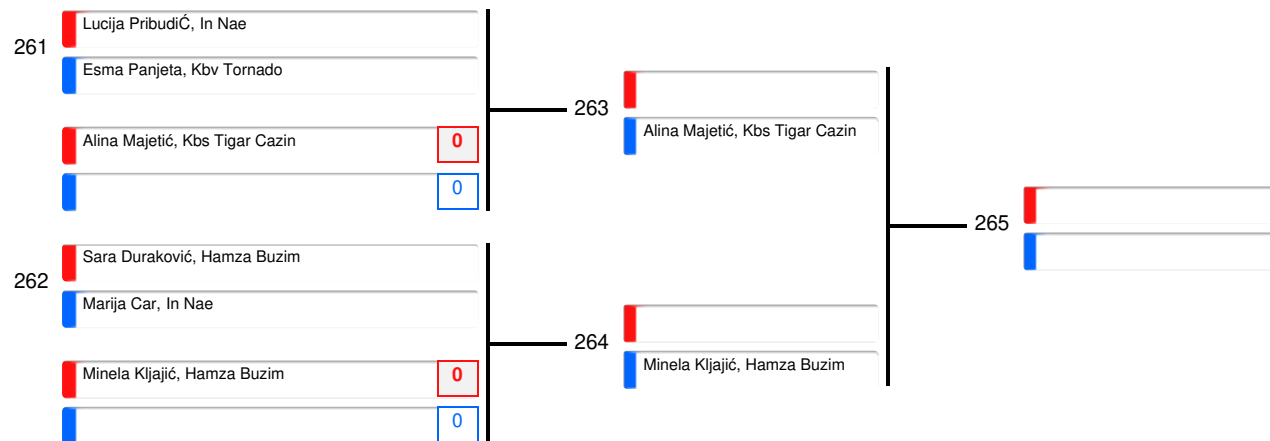 261
Lucija PribudiĆ, In Nae
Esma Panjeta, Kbv Tornado
Alina Majetić, Kbs Tigar Cazin
0
0
262
Sara Duraković, Hamza Buzim
Marija Car, In Nae
Minela Kljajić, Hamza Buzim
0
0
263
Alina Majetić, Kbs Tigar Cazin
264
Minela Kljajić, Hamza Buzim
265